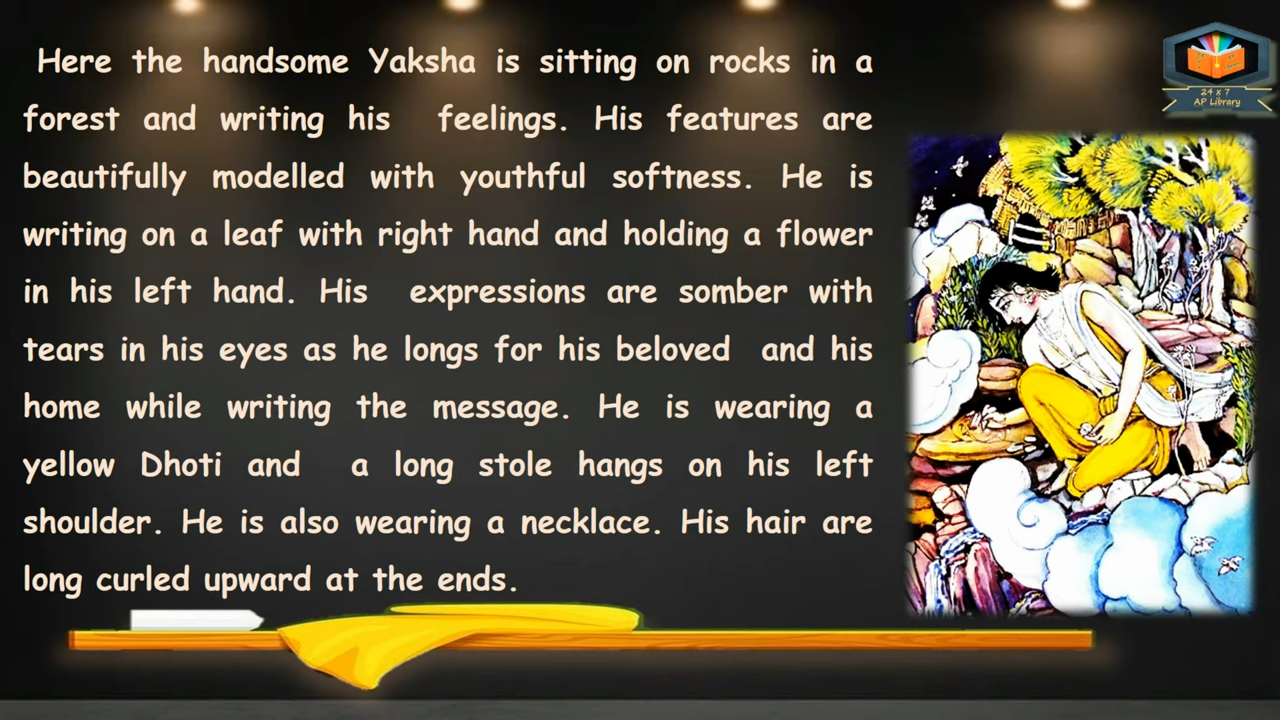 Here the handsome Yaksha is sitting on rocks in a
forest and writing his feelings. His features are
beautifully modelled with youthful softness. He is
writing on a leaf with right hand and holding a flower
in his left hand. His expressions are somber with
tears in his eyes as he longs for his beloved and his
home while writing the message. He is wearing a
yellow Dhoti and a long stole hangs on his left
shoulder. He is also wearing a necklace. His hair are
long curled upward at the ends.
24 x 7
AP Library